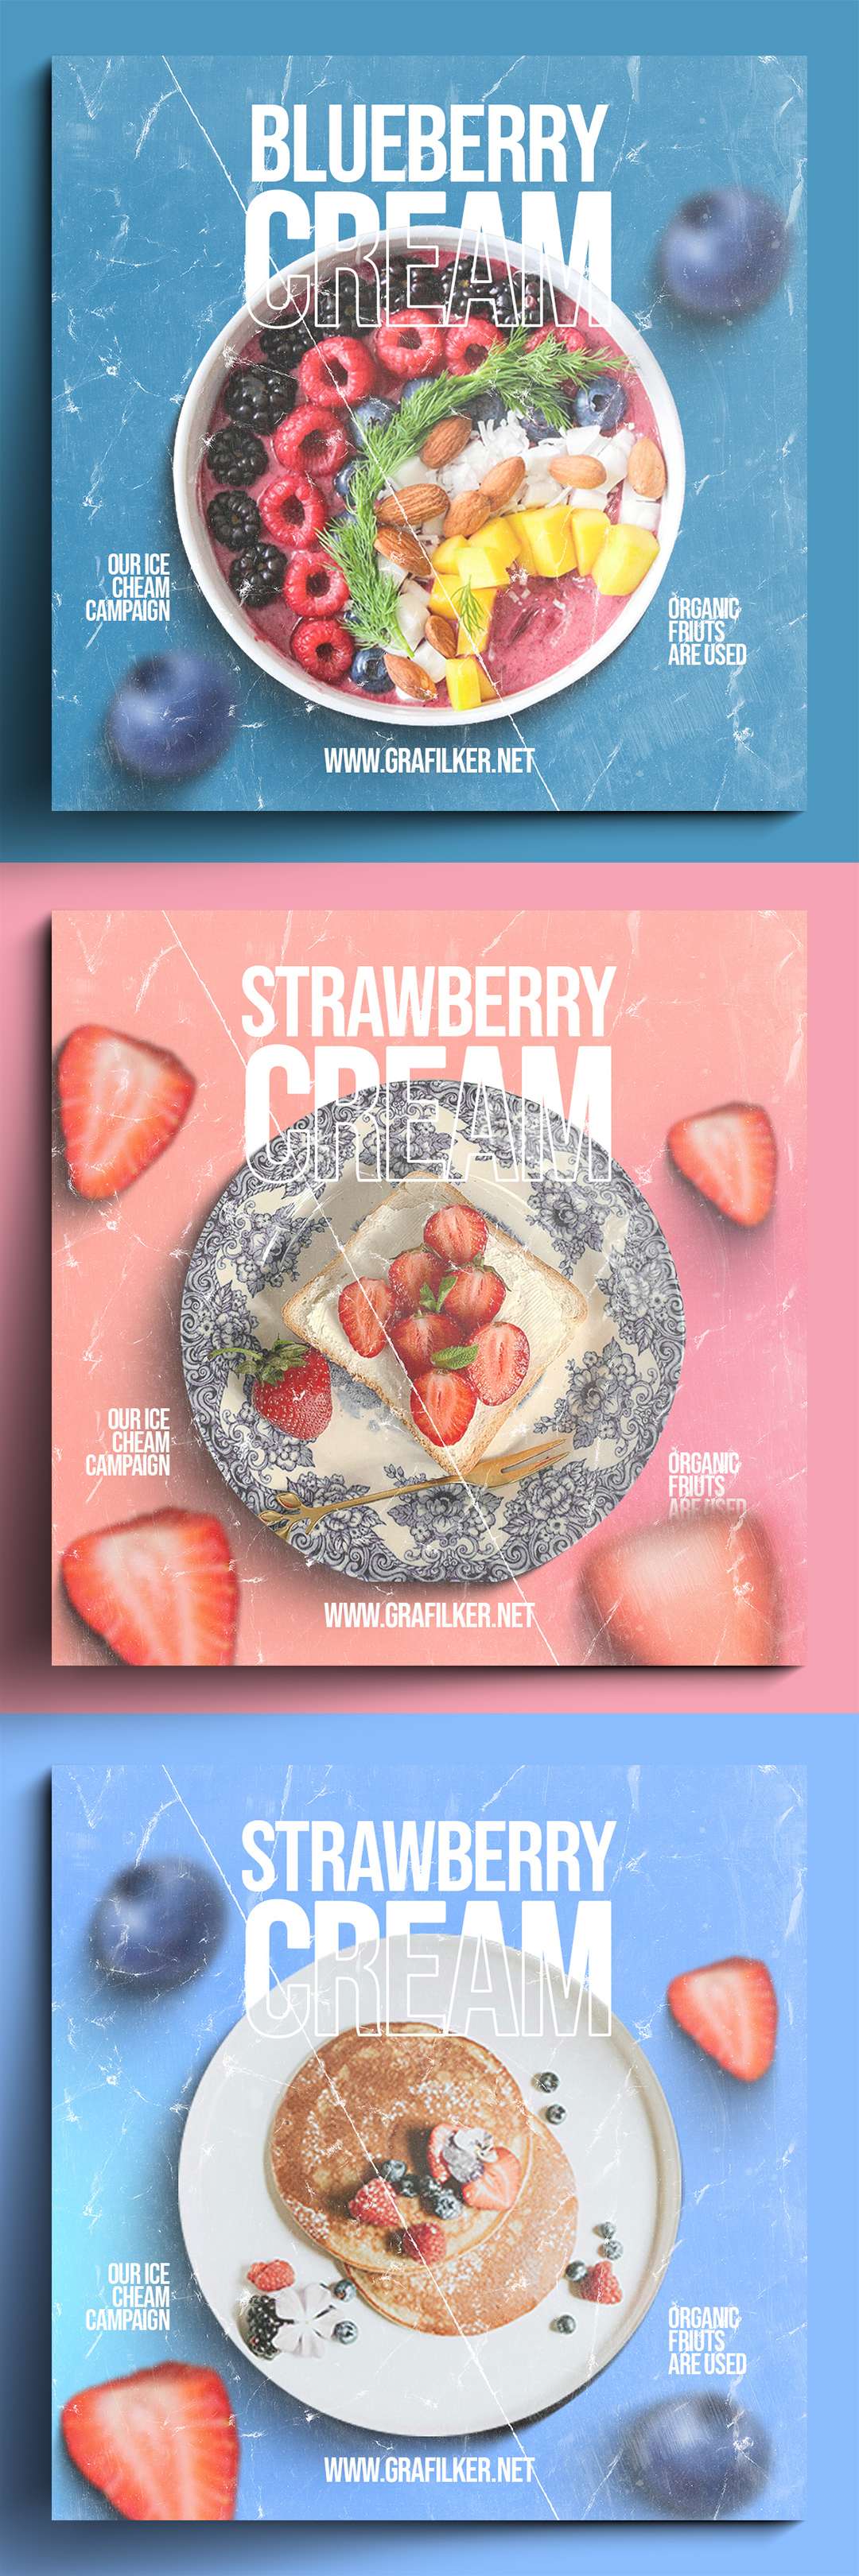 BLUEBERRY
CREAM
OUR ICE
CHEAM
CAMPAIGN
ORGANIC
FRIUTS
ARE USED
WWW.GRAFILKER.NET
STRAWBERRY
CREAM
OUR ICE
CHEAM
CAMPAIGN
ORGANIC
FRIUTS
ARE USED
WWW.GRAFILKER.NET
STRAWBERRY
CREAM
OUR ICE
CHEAM
CAMPAIGN
ORGANIC
FRIUTS
ARE USED
WWW.GRAFILKER.NET